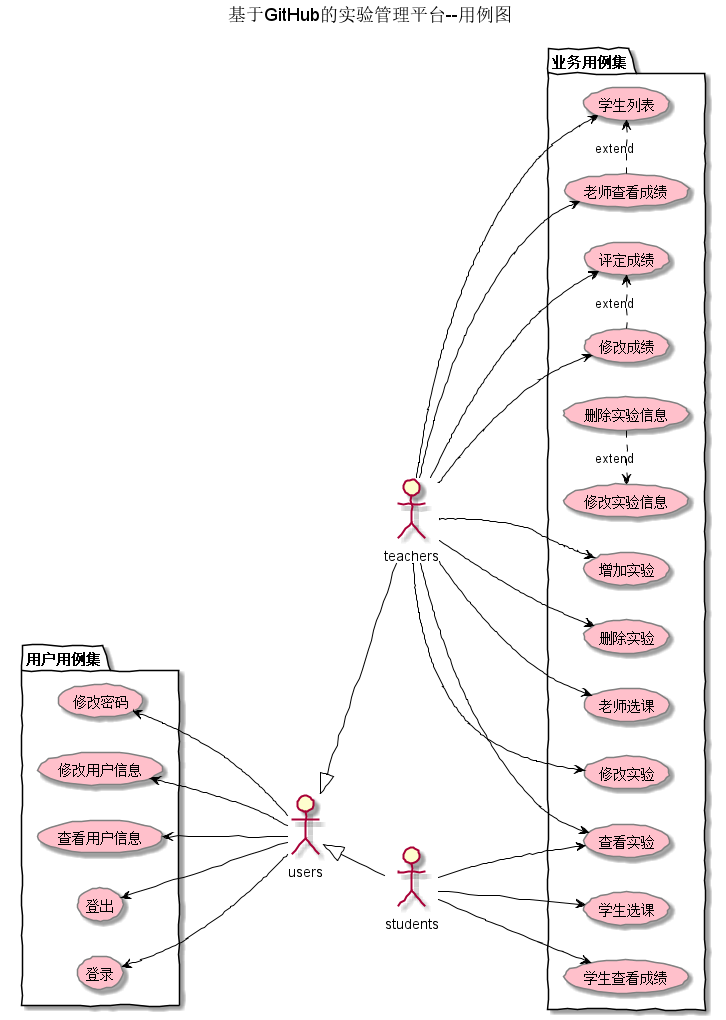 基于GitHub的实验管理平台--用例图
业务用例集
学生列表
extend
老师查看成绩
评定成绩
extend
修改成绩
删除实验信息
extend
修改实验信息
teachers
增加实验
删除实验
用户用例集
修改密码
老师选课
修改用户信息
修改实验
查看用户信息
users
查看实验
登出
students
学生选课
登录
学生查看成绩